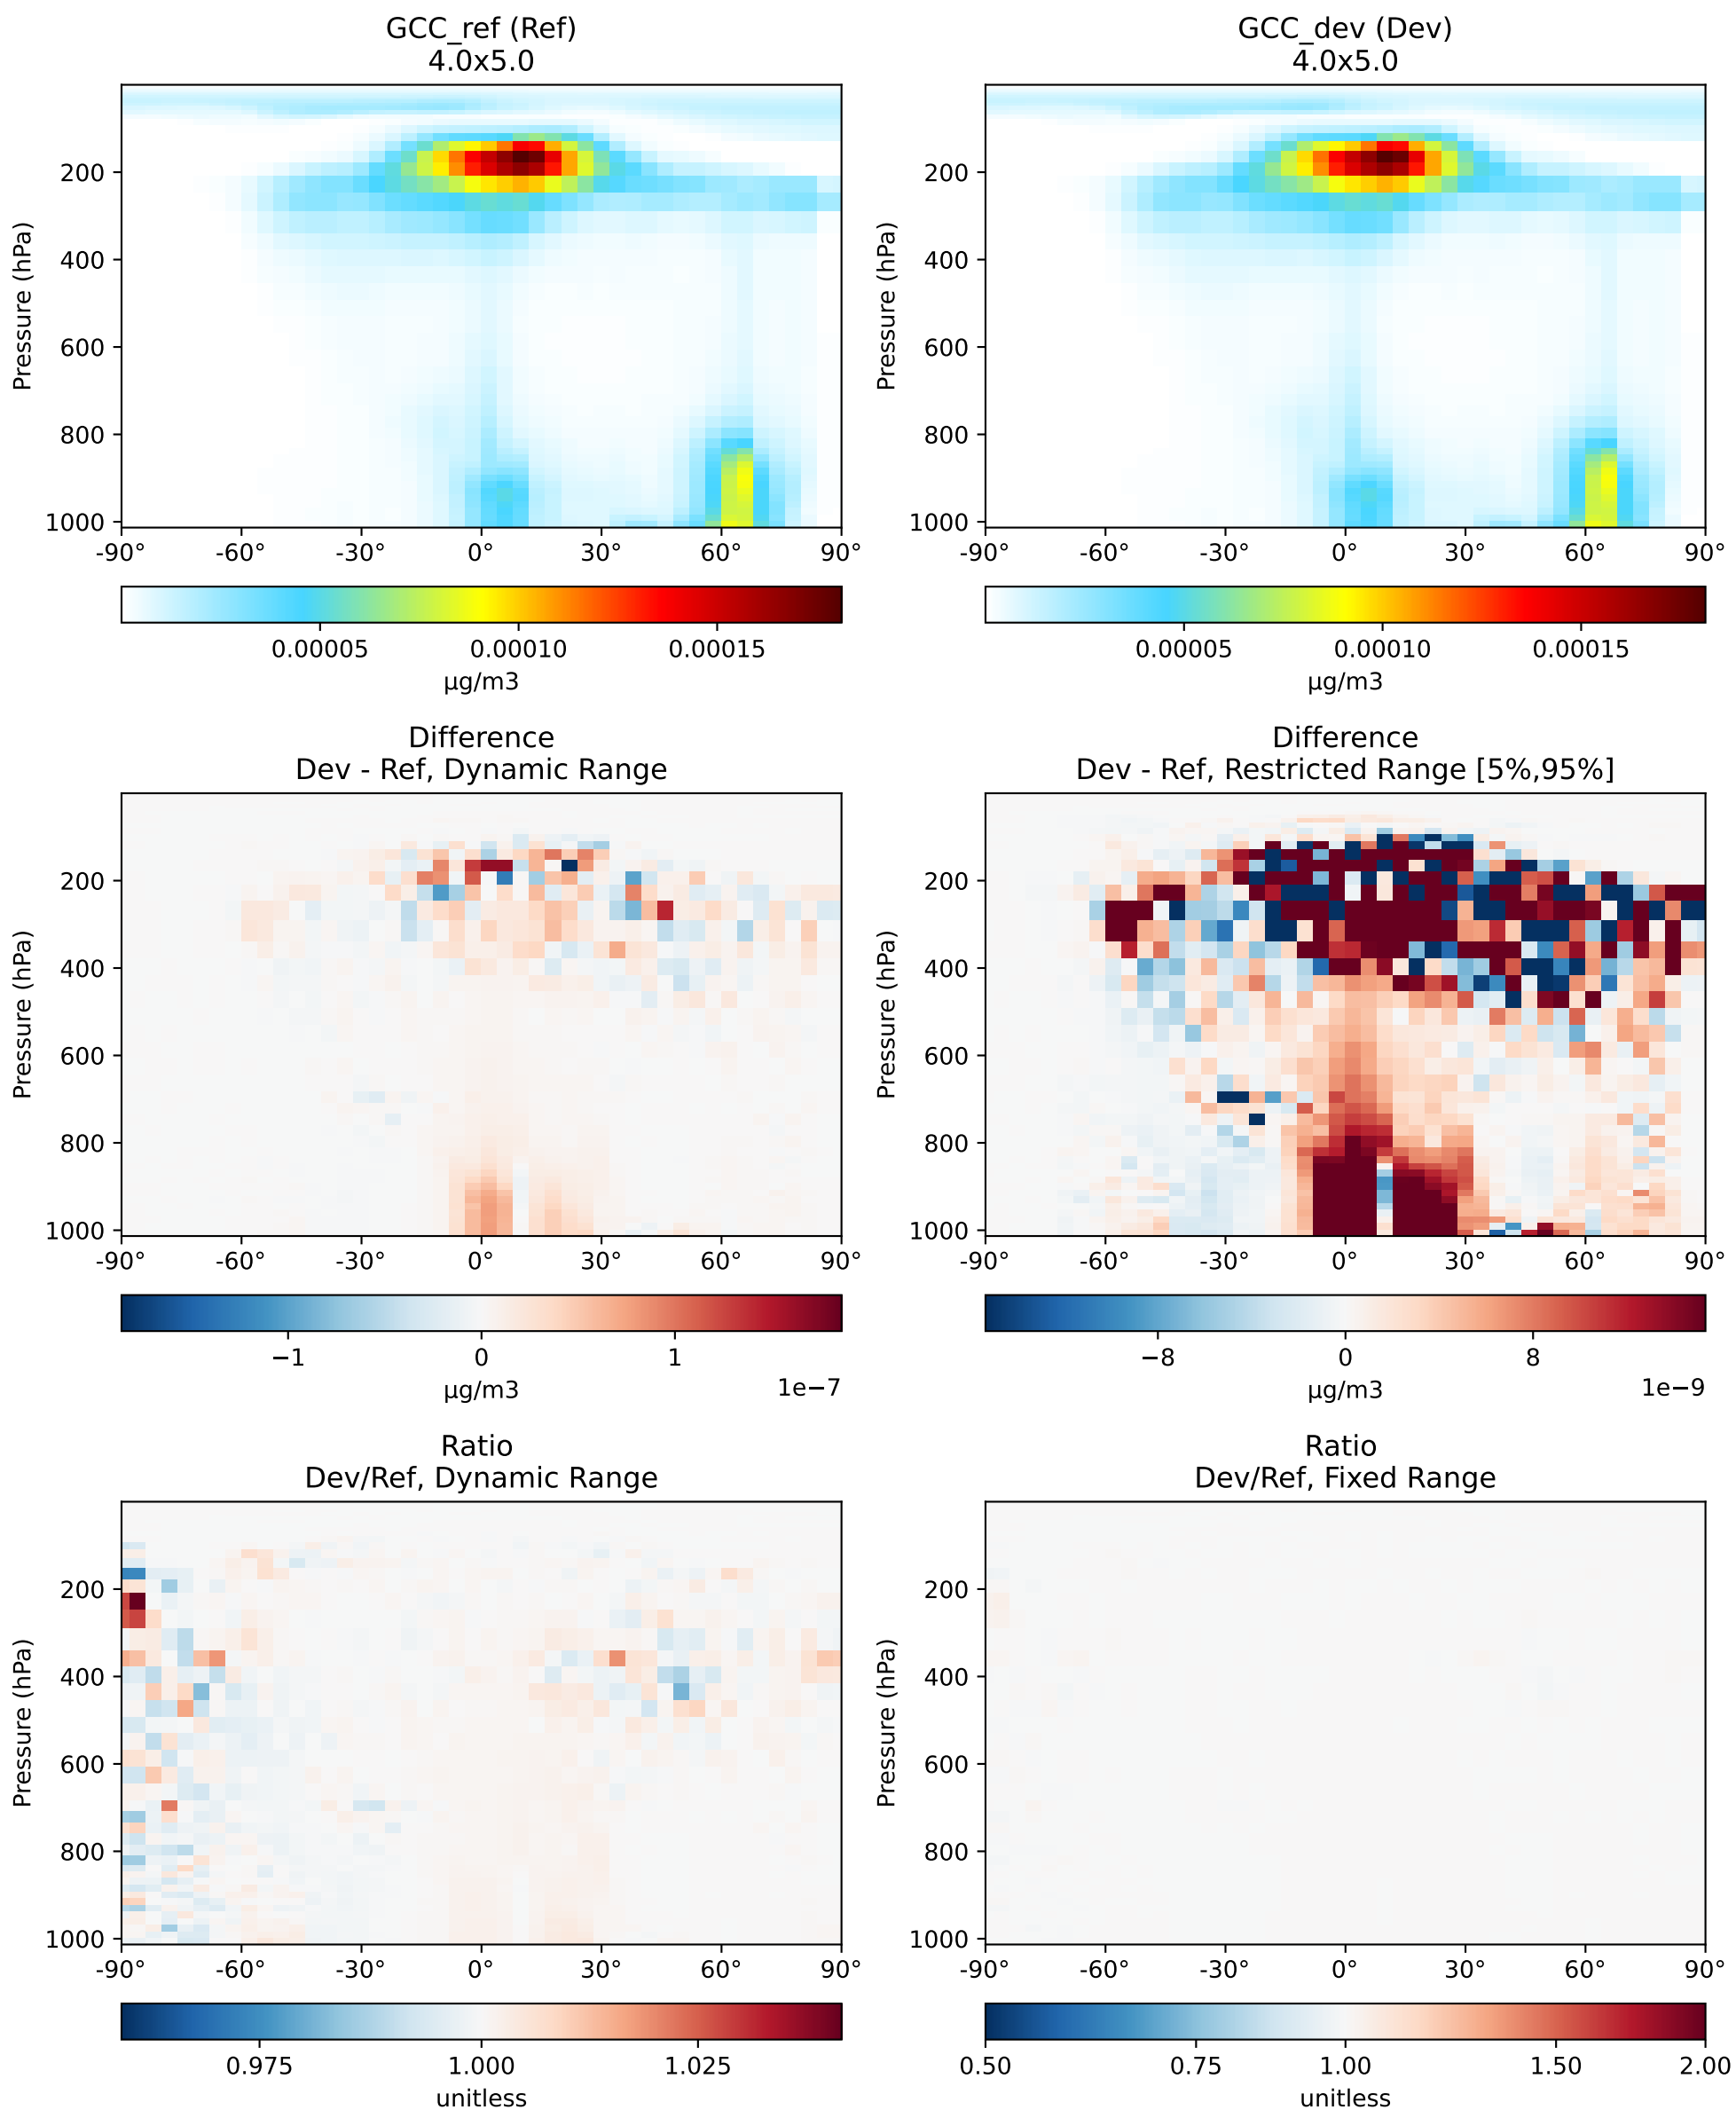 GCC_ref (Ref)
4.0x5.0
Pressure (hPa)
200
400
600
800
1000
-90° -60° -30° 0° 30° 60° 90°
0.00005 0.00010 0.00015
µg/m3
GCC_dev (Dev)
4.0x5.0
Pressure (hPa)
200
400
600
800
1000
-90° -60° -30° 0° 30° 60° 90°
0.00005 0.00010 0.00015
µg/m3
Difference
Dev - Ref, Dynamic Range
Pressure (hPa)
200
400
600
800
1000
-90° -60° -30° 0° 30° 60° 90°
−1 0 1
µg/m3 1e−7
Difference
Dev - Ref, Restricted Range [5%,95%]
Pressure (hPa)
200
400
600
800
1000
-90° -60° -30° 0° 30° 60° 90°
−8 0 8
µg/m3 1e−9
Ratio
Dev/Ref, Dynamic Range
Pressure (hPa)
200
400
600
800
1000
-90° -60° -30° 0° 30° 60° 90°
0.975 1.000 1.025
unitless
Ratio
Dev/Ref, Fixed Range
Pressure (hPa)
200
400
600
800
1000
-90° -60° -30° 0° 30° 60° 90°
0.50 0.75 1.00 1.50 2.00
unitless